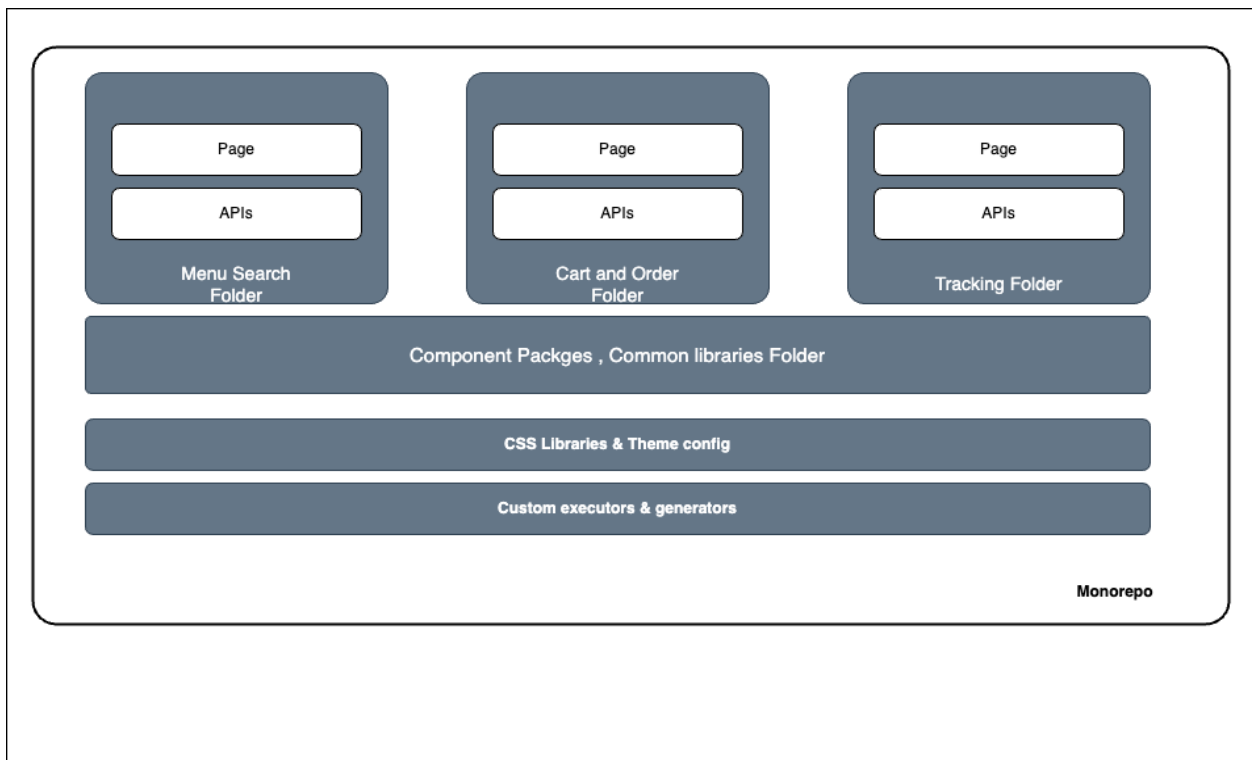 Page
Page
Page
APIs
APIs
APIs
Menu Search
Folder
Cart and Order
Folder
Tracking Folder
Component Packges , Common libraries Folder
CSS Libraries & Theme config
Custom executors & generators
Monorepo